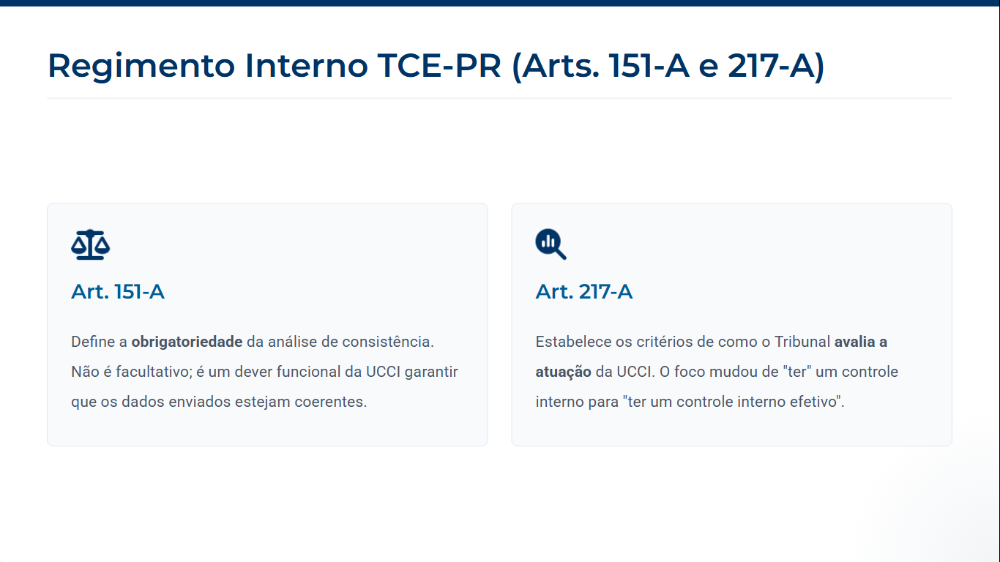 Regimento Interno TCE-PR (Arts. 151-A e 217-A)
Art. 151-A
Define a obrigatoriedade da análise de consistência.
Não é facultativo; é um dever funcional da UCCI garantir
que os dados enviados estejam coerentes.
Art. 217-A
Estabelece os critérios de como o Tribunal avalia a
atuação da UCCI. O foco mudou de "ter" um controle
interno para "ter um controle interno efetivo".